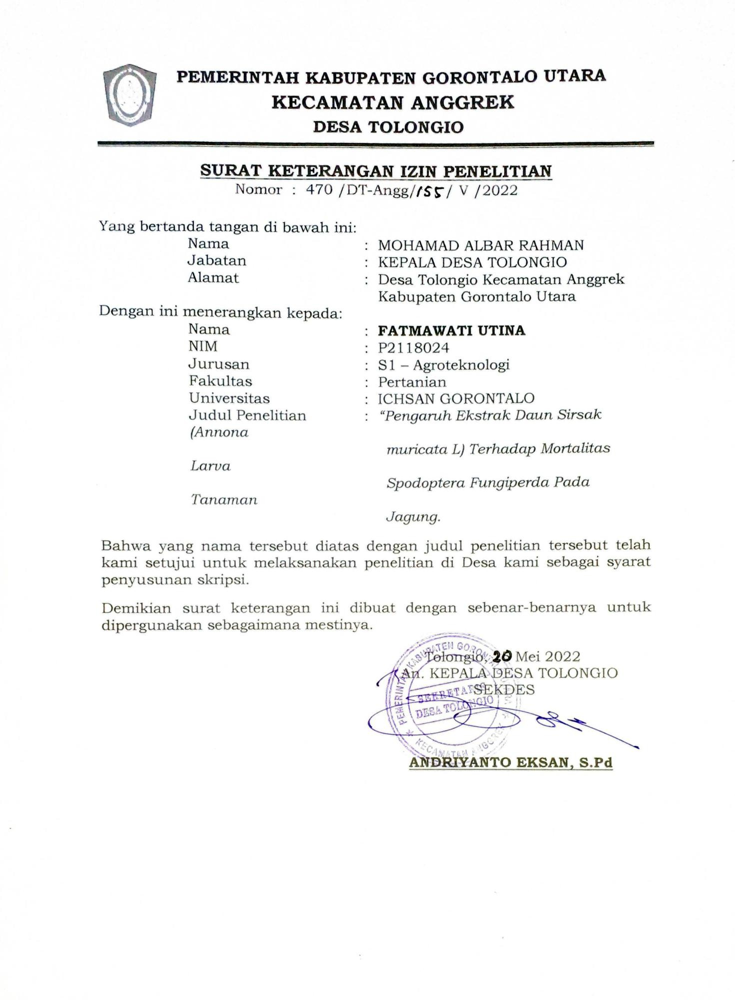 PEMERINTAH KABUPATEN GORONTALO UTARA
KECAMATAN ANGGREK
DESA TOLONGIO
SURAT KETERANGAN IZIN PENELITIAN
Nomor : 470 /DT-Angg/155/ V /2022
Yang bertanda tangan di bawah ini:
Nama : MOHAMAD ALBAR RAHMAN
Jabatan : KEPALA DESA TOLONGIO
Alamat : Desa Tolongio Kecamatan Anggrek
Kabupaten Gorontalo Utara
Dengan ini menerangkan kepada:
Nama : FATMAWATI UTINA
NIM : P2118024
Jurusan : S1 – Agroteknologi
Fakultas : Pertanian
Universitas : ICHSAN GORONTALO
Judul Penelitian : “Pengaruh Ekstrak Daun Sirsak
(Annona
muricata L) Terhadap Mortalitas
Larva
Spodoptera Fungiperda Pada
Tanaman
Jagung.
Bahwa yang nama tersebut diatas dengan judul penelitian tersebut telah
kami setujui untuk melaksanakan penelitian di Desa kami sebagai syarat
penyusunan skripsi.
Demikian surat keterangan ini dibuat dengan sebenar-benarnya untuk
dipergunakan sebagaimana mestinya.
Tolongio, 20 Mei 2022
An. KEPALA DESA TOLONGIO
SEKDES
PEMERINTAH KABUPATEN GORONTALO UTARA
SEKRETARIS
DESA TOLONGIO
KECAMATAN ANGGREK
ANDRIYANTO EKSAN, S.Pd